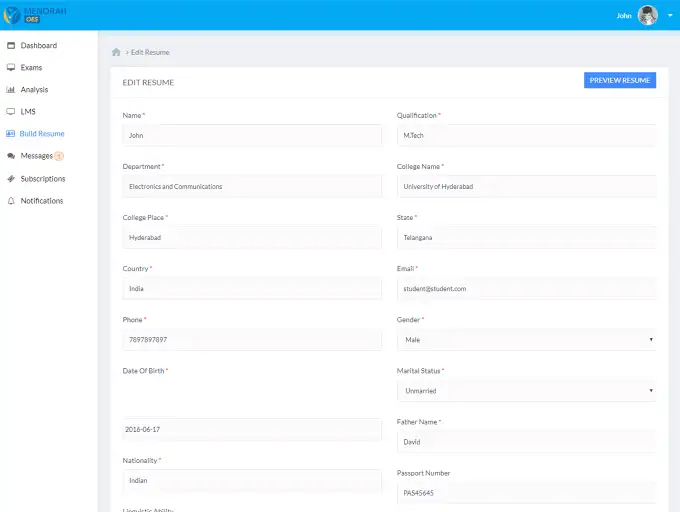 MENORAH
OES
John
Dashboard
Exams
Analysis
LMS
Build Resume
Messages
Subscriptions
Notifications
> Edit Resume
EDIT RESUME
PREVIEW RESUME
Name *
John
Qualification *
M.Tech
Department *
Electronics and Communications
College Name *
University of Hyderabad
College Place *
Hyderabad
State *
Telangana
Country *
India
Email *
student@student.com
Phone *
7897897897
Gender *
Male
Date Of Birth *
2016-06-17
Marital Status *
Unmarried
Father Name *
David
Nationality *
Indian
Passport Number
PAS45645
Linguistic Ability